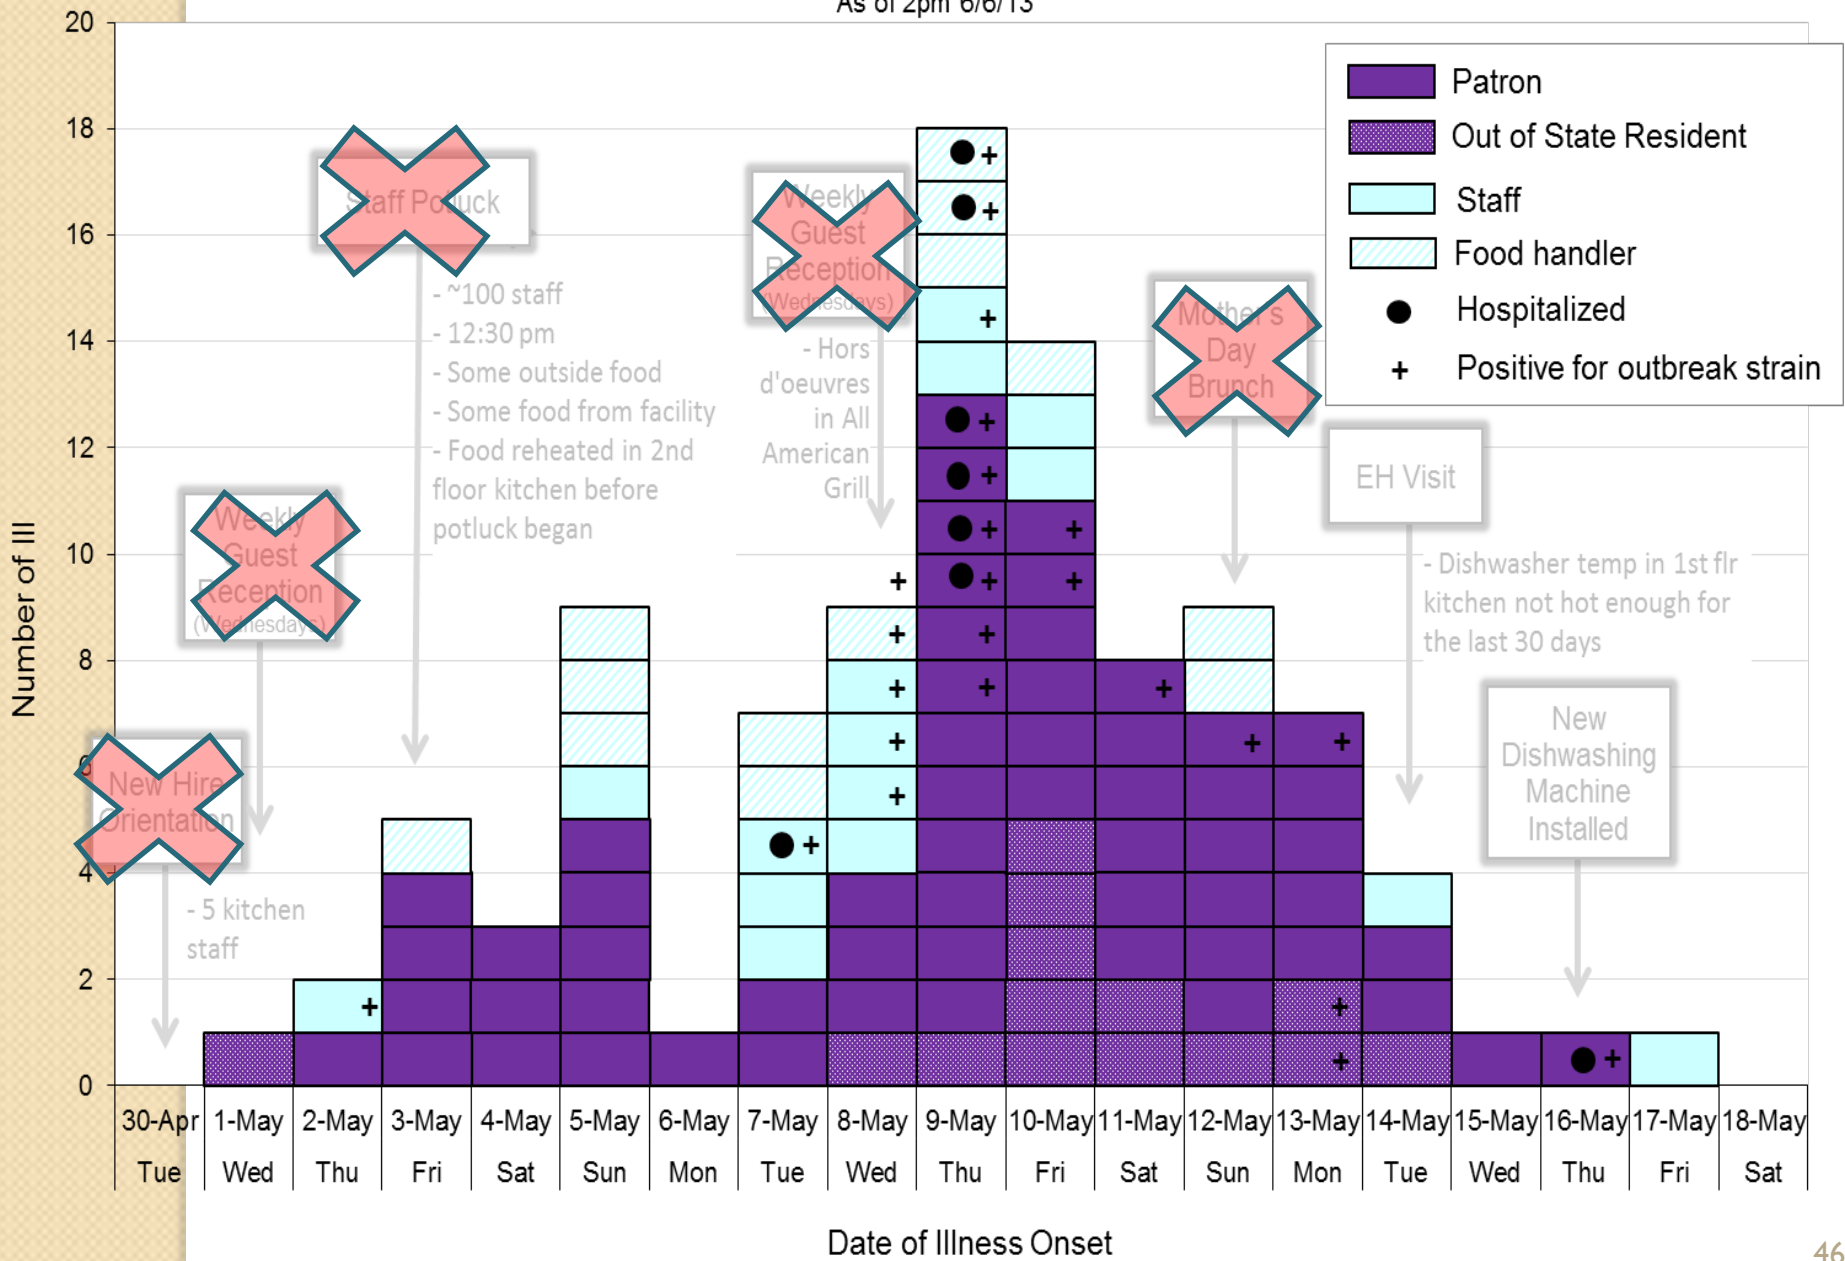 As of 2pm 6/6/13
20
18
16
14
12
10
8
6
4
2
0
Number of Ill
Patron
Out of State Resident
Staff
Food handler
Hospitalized
+ Positive for outbreak strain
Staff Potluck
- ~100 staff
- 12:30 pm
- Some outside food
- Some food from facility
- Food reheated in 2nd
floor kitchen before
potluck began
Weekly
Guest
Reception
(Wednesdays)
- Hors
d'oeuvres
in All
American
Grill
Mother's
Day
Brunch
EH Visit
- Dishwasher temp in 1st flr
kitchen not hot enough for
the last 30 days
New
Dishwashing
Machine
Installed
Weekly
Guest
Reception
(Wednesdays)
New Hire
Orientation
- 5 kitchen
staff
30-Apr 1-May 2-May 3-May 4-May 5-May 6-May 7-May 8-May 9-May 10-May 11-May 12-May 13-May 14-May 15-May 16-May 17-May 18-May
Tue Wed Thu Fri Sat Sun Mon Tue Wed Thu Fri Sat Sun Mon Tue Wed Thu Fri Sat
Date of Illness Onset
46